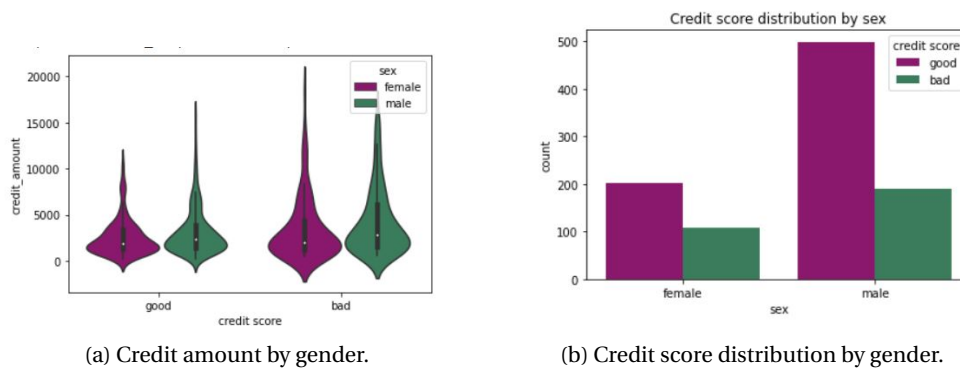 sex
female
male
20000
15000
10000
5000
0
credit_amount
good
bad
credit score
(a) Credit amount by gender.
Credit score distribution by sex
credit score
good
bad
500
400
300
200
100
0
count
female
male
sex
(b) Credit score distribution by gender.